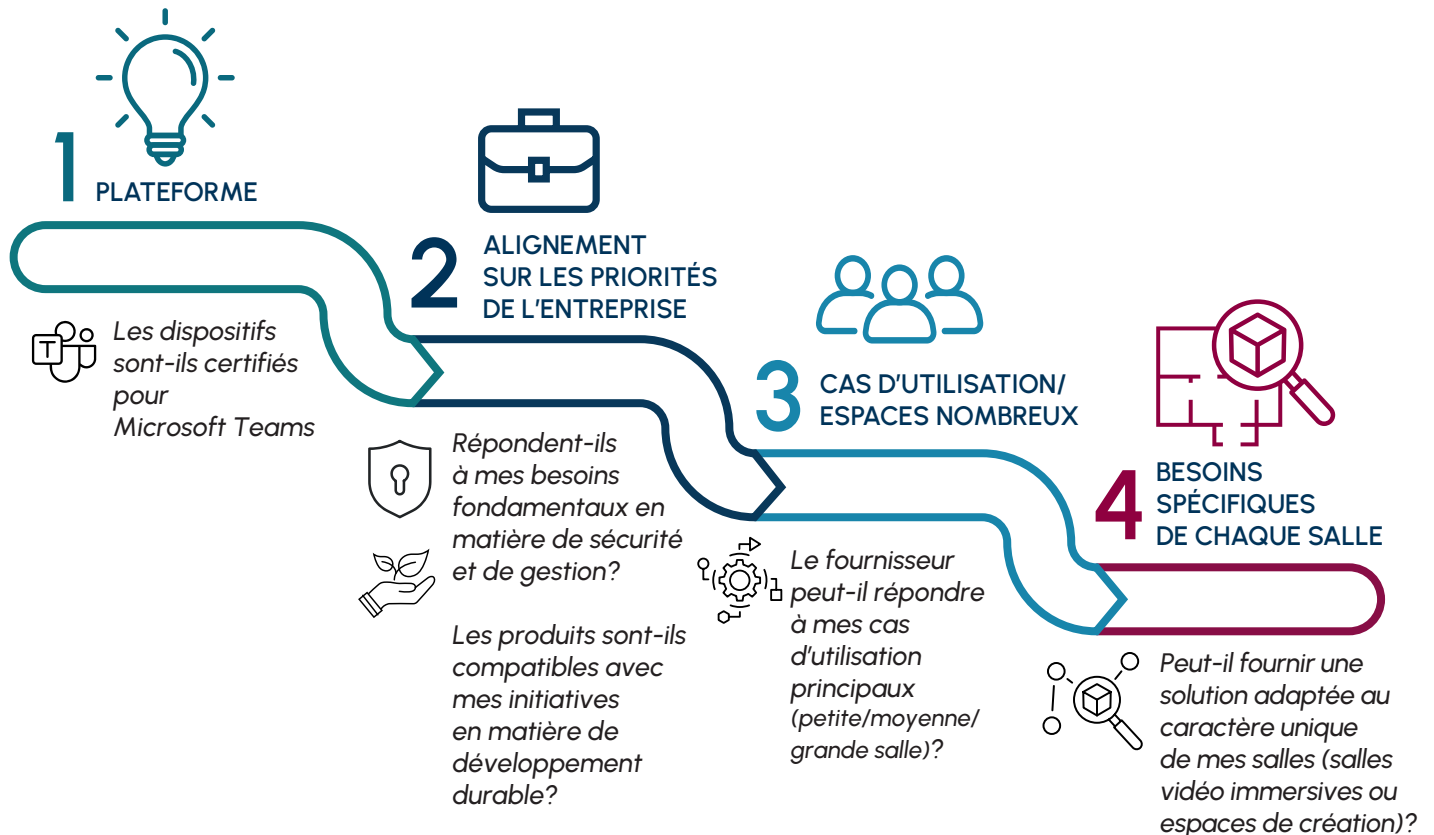 1 PLATEFORME
Les dispositifs
sont-ils certifiés
pour
Microsoft Teams
2 ALIGNEMENT
SUR LES PRIORITÉS
DE L'ENTREPRISE
Répondent-ils
à mes besoins
fondamentaux en
matière de sécurité
et de gestion?
Les produits sont-ils
compatibles avec
mes initiatives
en matière de
développement
durable?
3 CAS D'UTILISATION/
ESPACES NOMBREUX
Le fournisseur
peut-il répondre
à mes cas
d'utilisation
principaux
(petite/moyenne/
grande salle)?
4 BESOINS
SPÉCIFIQUES
DE CHAQUE SALLE
Peut-il fournir une
solution adaptée au
caractère unique
de mes salles (salles
vidéo immersives ou
espaces de création)?
T